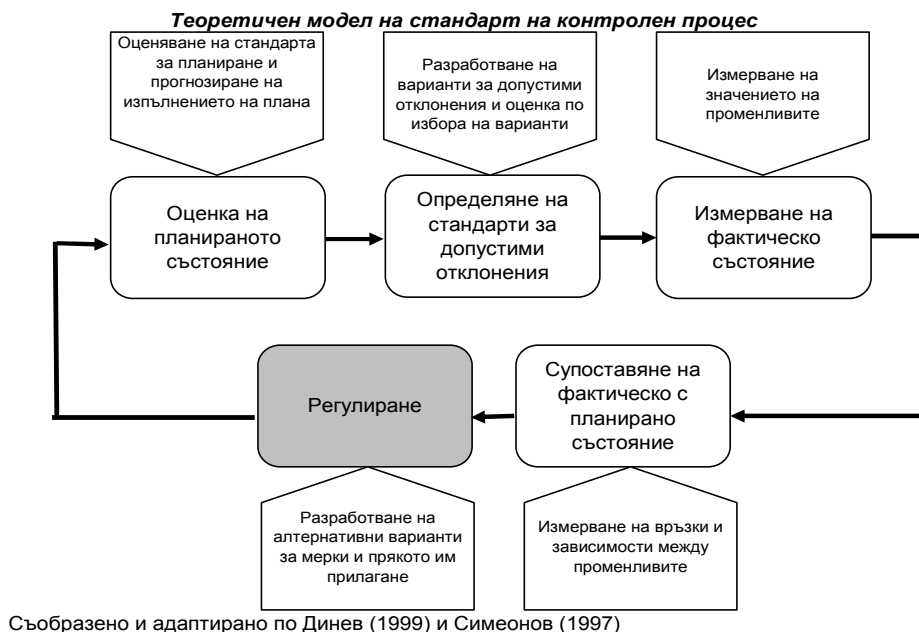 Теоретичен модел на стандарт на контролен процес
Оценяване на стандарта
за планиране и
прогнозиране на
изпълнението на плана
Разработване на
варианти за допустими
отклонения и оценка по
избора на варианти
Измерване на
значението на
променливите
Оценка на
планираното
състояние
Определяне на
стандарти за
допустими
отклонения
Измерване на
фактическо
състояние
Регулиране
Супоставяне на
фактическо с
планирано
състояние
Разработване на
алтернативни варианти
за мерки и прякото им
прилагане
Измерване на връзки и
зависимости между
променливите
Съобразено и адаптирано по Динев (1999) и Симеонов (1997)